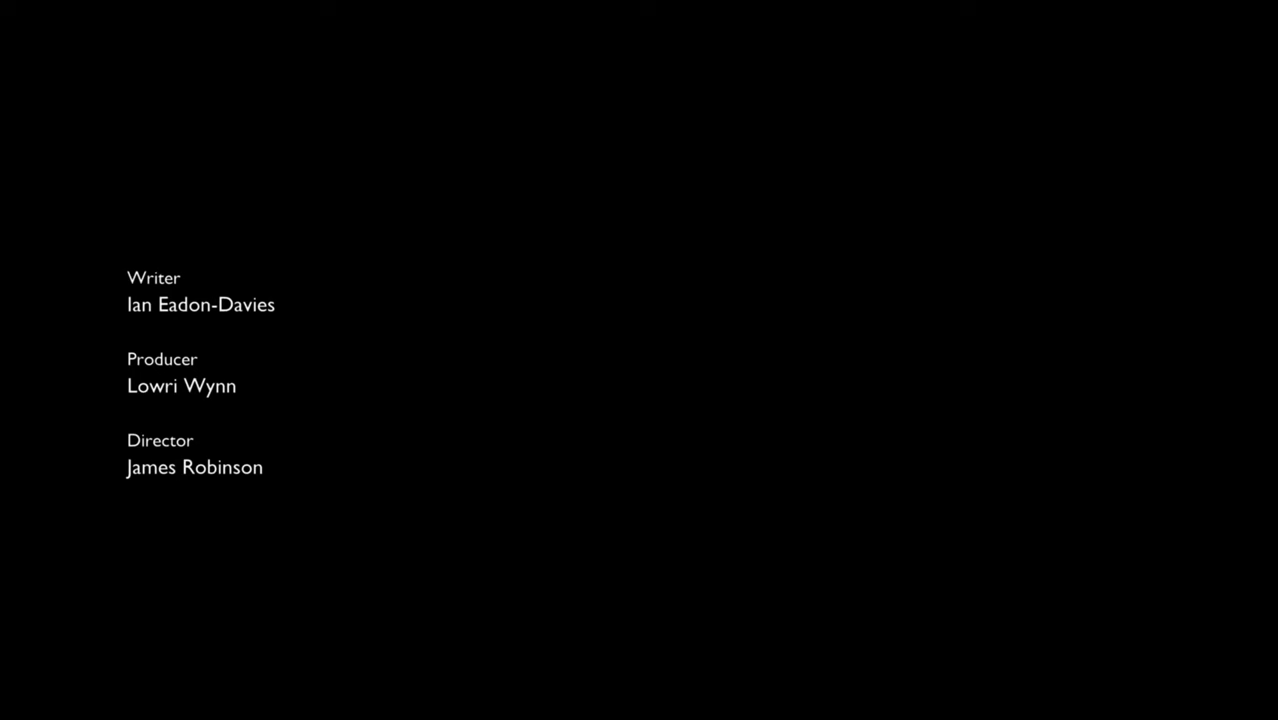 Writer
Ian Eadon-Davies
Producer
Lowri Wynn
Director
James Robinson